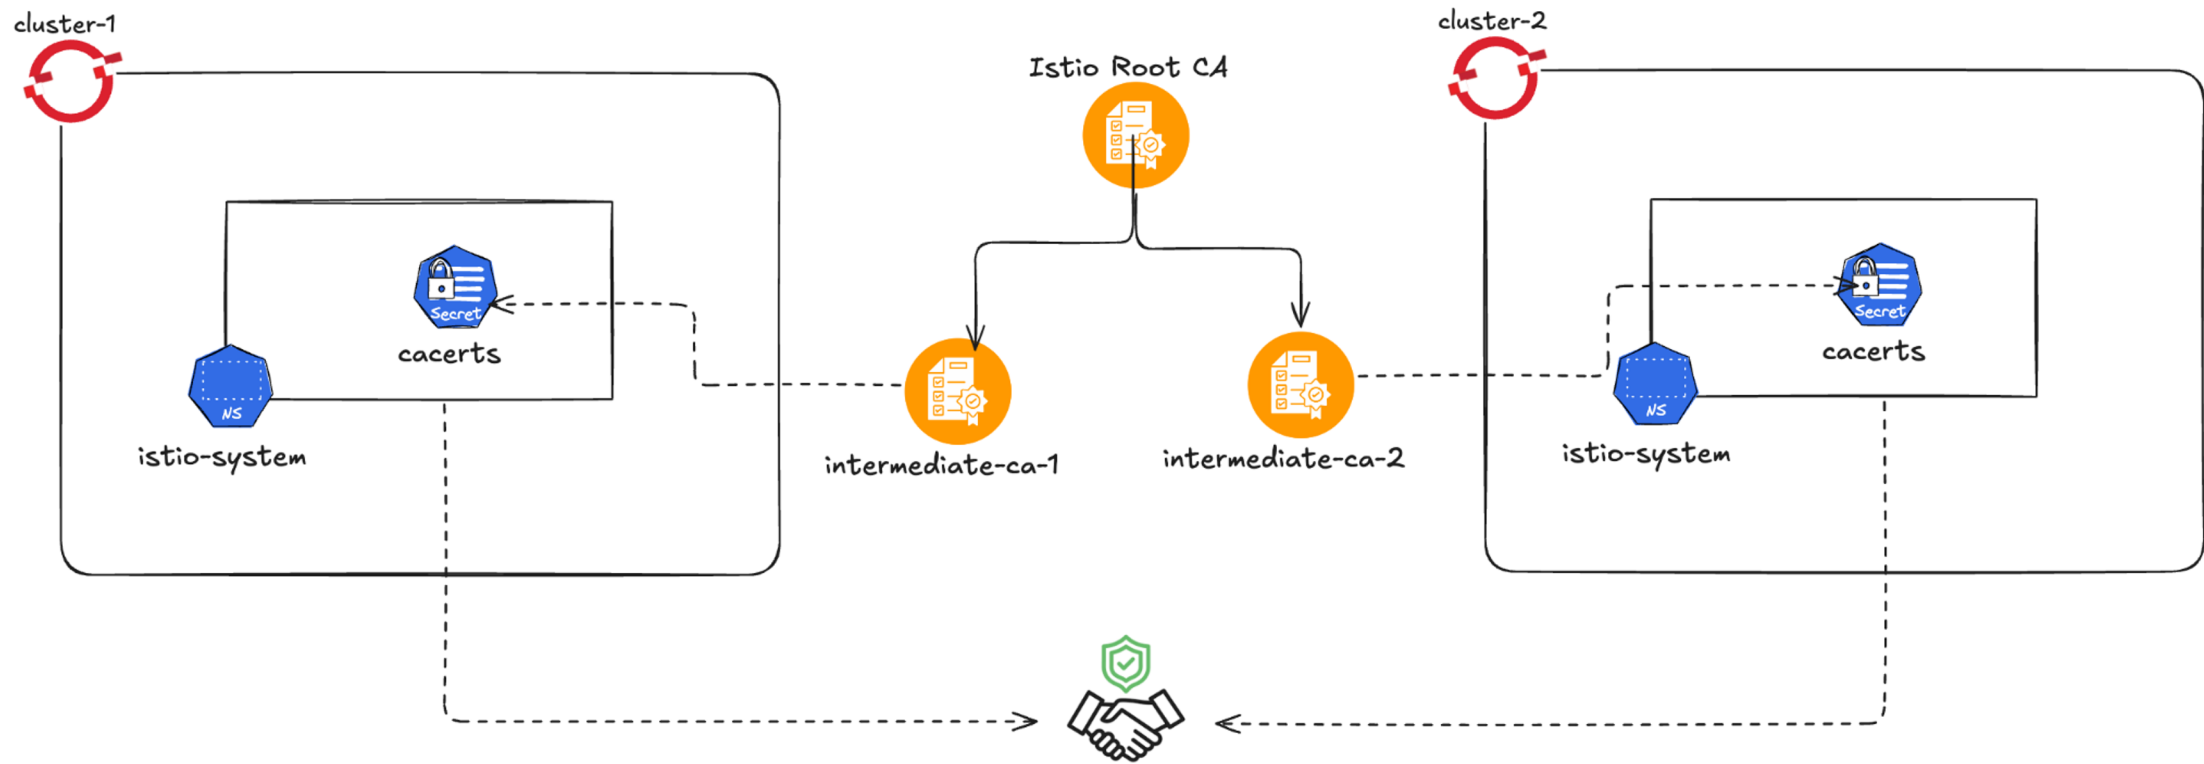 cluster-1
cluster-2
Istio Root CA
Secret
cacerts
NS
istio-system
intermediate-ca-1
intermediate-ca-2
Secret
cacerts
NS
istio-system